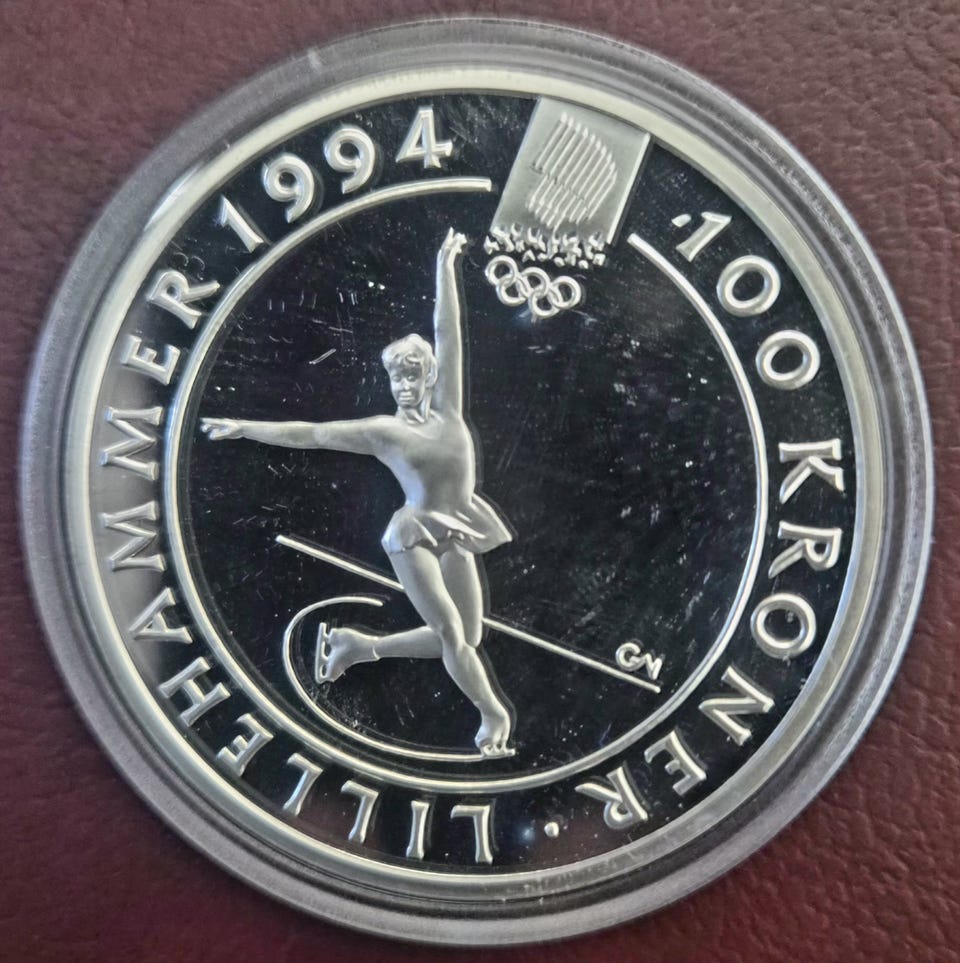 LILLEHAMMER 1994
100 KRONER ·
GN